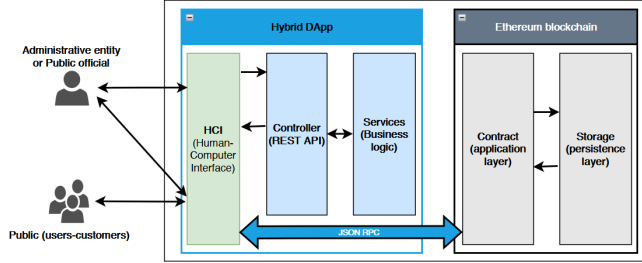 Hybrid DApp
Ethereum blockchain
Administrative entity
or Public official
HCI
(Human-
Computer
Interface)
Controller
(REST API)
Services
(Business
logic)
Contract
(application
layer)
Storage
(persistence
layer)
Public (users-customers)
JSON RPC